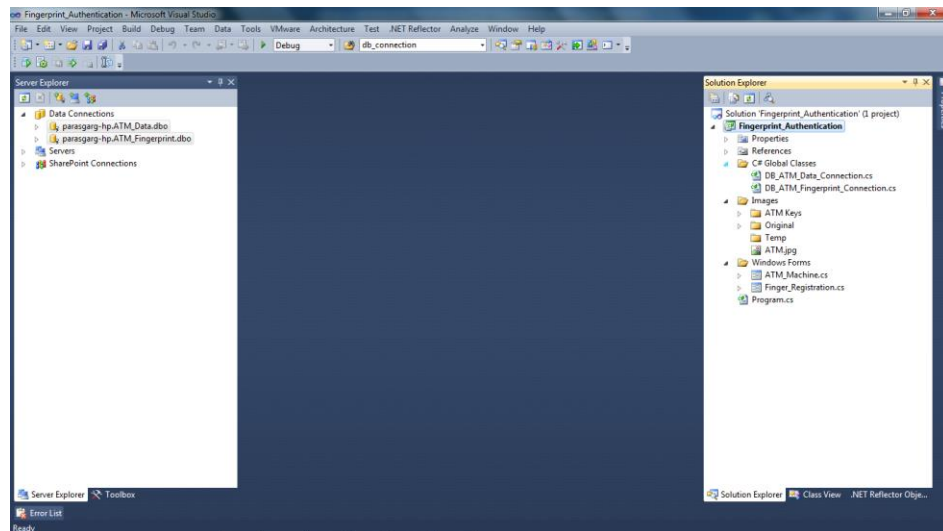 Fingerprint_Authentication - Microsoft Visual Studio
File Edit View Project Build Debug Team Data Tools VMware Architecture Test .NET Reflector Analyze Window Help
Debug db_connection
Server Explorer
Data Connections
parasgarg-hp.ATM_Data.dbo
parasgarg-hp.ATM_Fingerprint.dbo
Servers
SharePoint Connections
Server Explorer Toolbox
Error List
Ready
Solution Explorer
Solution 'Fingerprint_Authentication' (1 project)
Fingerprint_Authentication
Properties
References
C# Global Classes
DB_ATM_Data_Connection.cs
DB_ATM_Fingerprint_Connection.cs
Images
ATM Keys
Original
Temp
ATM.jpg
Windows Forms
ATM_Machine.cs
Finger_Registration.cs
Program.cs
Solution Explorer Class View .NET Reflector Obje...